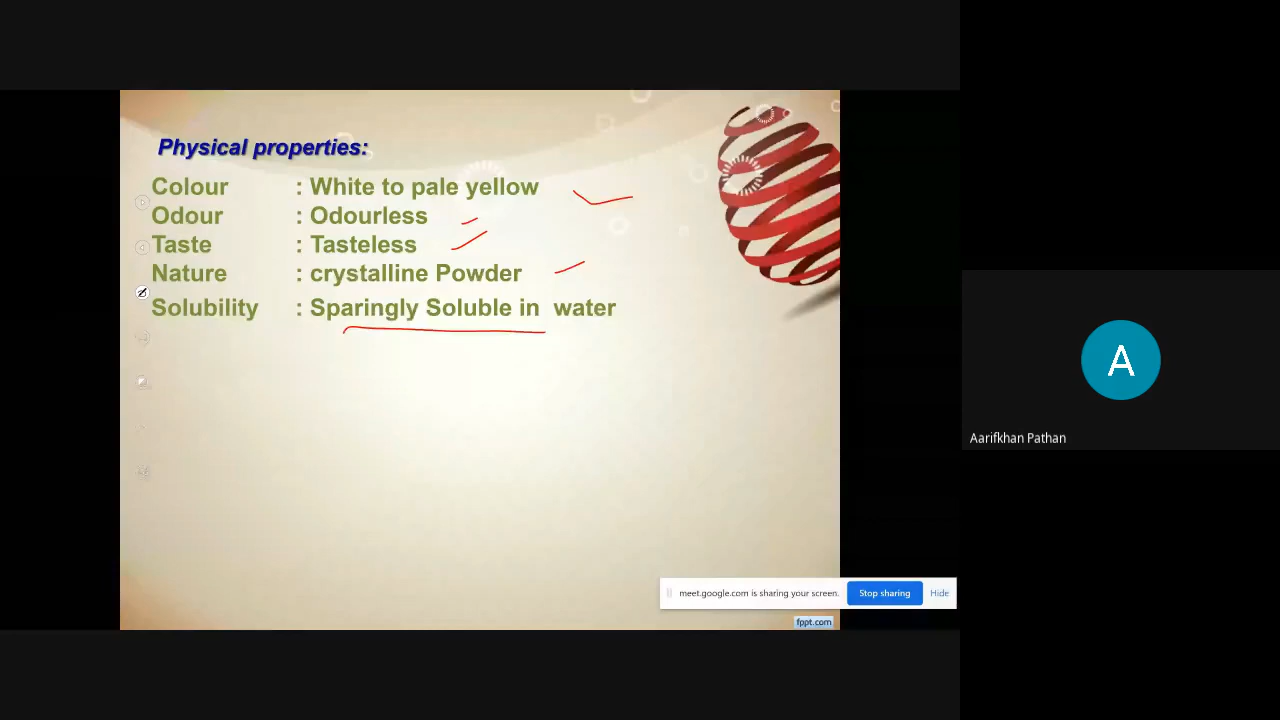 Physical properties:
Colour : White to pale yellow
Odour : Odourless
Taste : Tasteless
Nature : crystalline Powder
Solubility : Sparingly Soluble in water
A
Aarifkhan Pathan
meet.google.com is sharing your screen. Stop sharing Hide
fppt.com